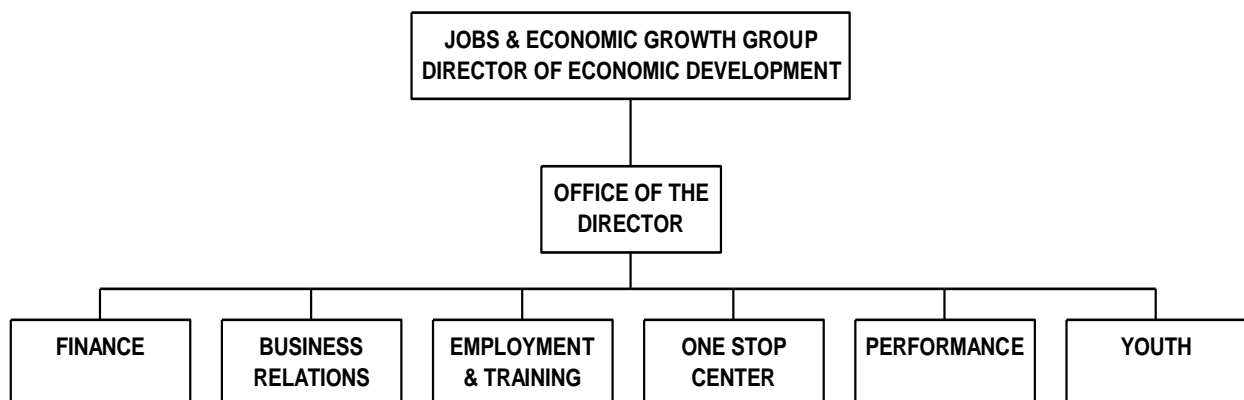 JOBS & ECONOMIC GROWTH GROUP
DIRECTOR OF ECONOMIC DEVELOPMENT
OFFICE OF THE
DIRECTOR
FINANCE
BUSINESS
RELATIONS
EMPLOYMENT
& TRAINING
ONE STOP
CENTER
PERFORMANCE
YOUTH